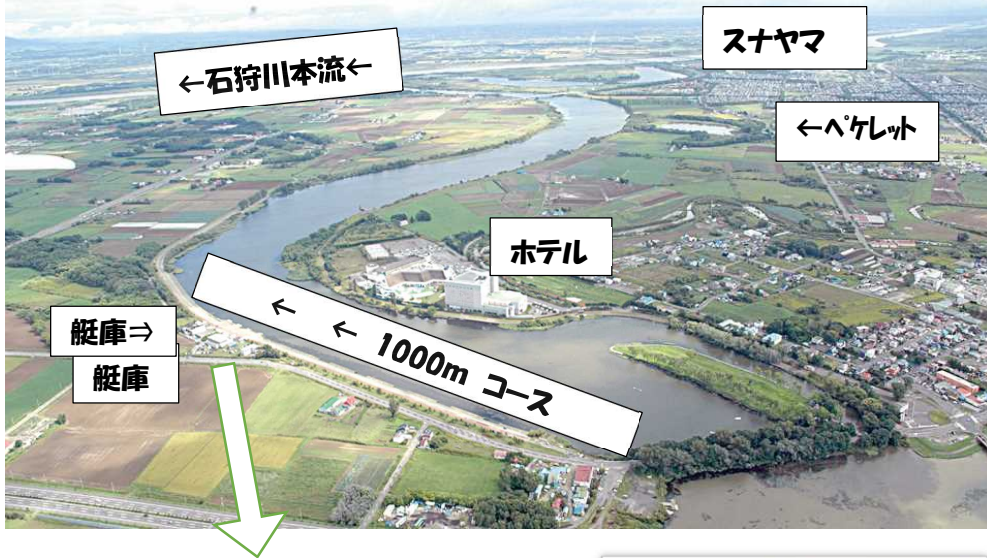 スナヤマ
←石狩川本流←
←ペケレット
ホテル
艇庫⇒
艇庫
← ← 1000m コース